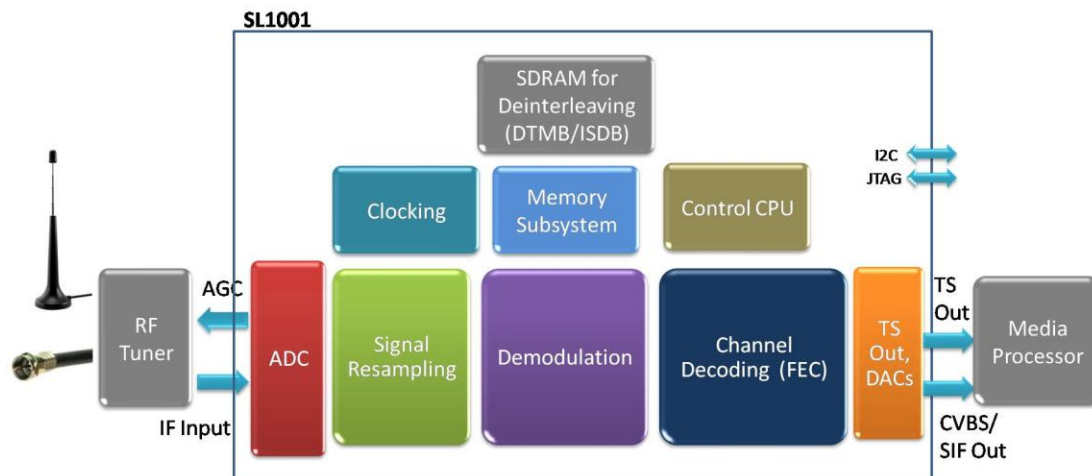 SL1001
SDRAM for
Deinterleaving
(DTMB/ISDB)
I2C
JTAG
Clocking
Memory
Subsystem
Control CPU
AGC
RF
Tuner
IF Input
ADC
Signal
Resampling
Demodulation
Channel
Decoding (FEC)
TS
Out,
DACs
TS
Out
Media
Processor
CVBS/
SIF Out